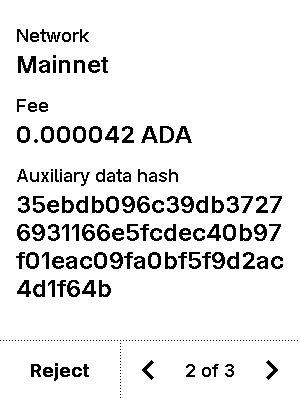 Network
Mainnet
Fee
0.000042 ADA
Auxiliary data hash
35ebdb096c39db3727
6931166e5fcdec40b97
f01eac09fa0bf5f9d2ac
4d1f64b
Reject
2 of 3